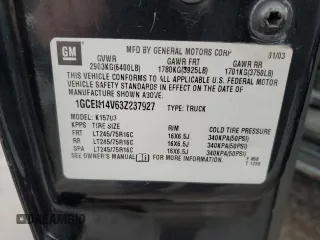 GM
MFD BY GENERAL MOTORS CORP 01/03
GVWR GAWR FRT GAWR RR
2903KG(6400LB) 1780KG(3925LB) 1701KG(3750LB)
THIS VEHICLE CONFORMS TO ALL APPLICABLE U.S. FEDERAL MOTOR
VEHICLE SAFETY STANDARDS IN EFFECT ON THE DATE OF
MANUFACTURE SHOWN ABOVE.
TYPE: TRUCK
MODEL: K15703
TIRE SIZE RIM COLD TIRE PRESSURE
FRT LT245/75R16C 16X6.5J 340KPA(50PSI)
RR LT245/75R16C 16X6.5J 340KPA(50PSI)
SPA LT245/75R16C 16X6.5J 340KPA(50PSI)
SEE OWNER'S MANUAL FOR ADDITIONAL INFORMATION